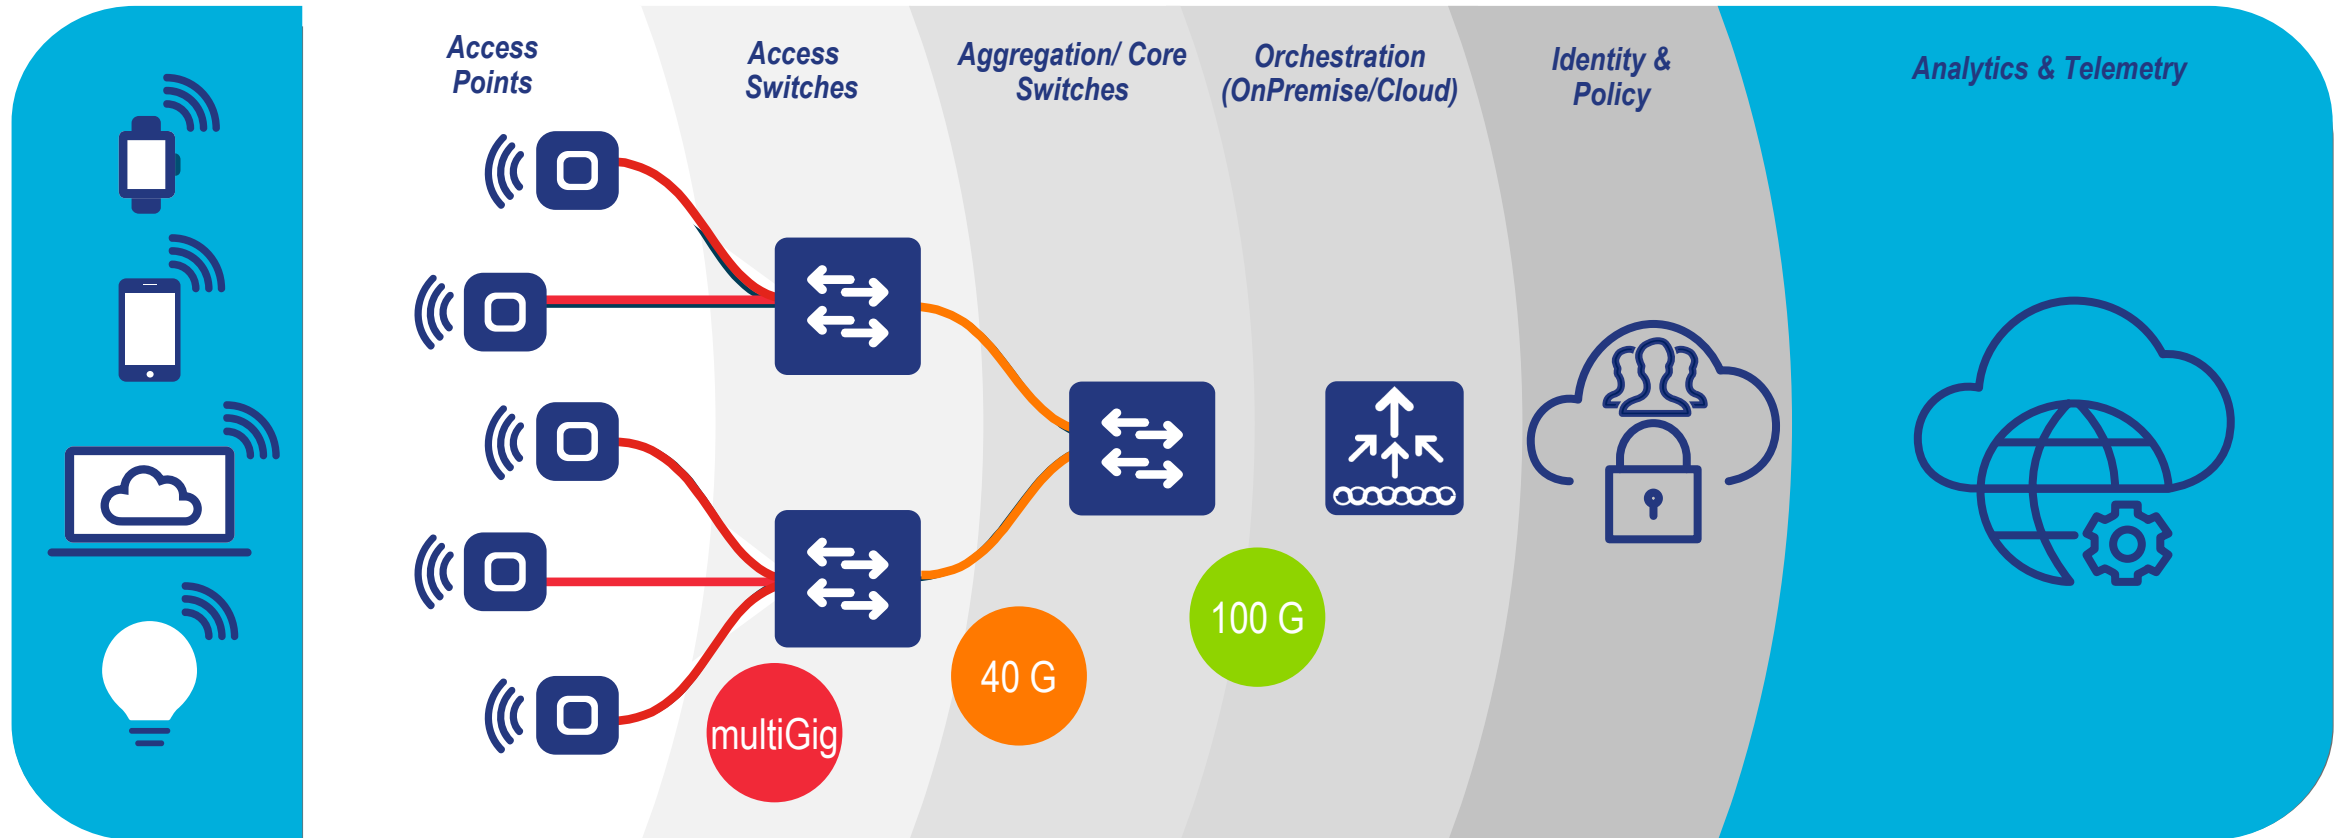 Access
Points
Access
Switches
Aggregation/ Core
Switches
Orchestration
(OnPremise/Cloud)
Identity &
Policy
Analytics & Telemetry
100 G
40 G
multiGig